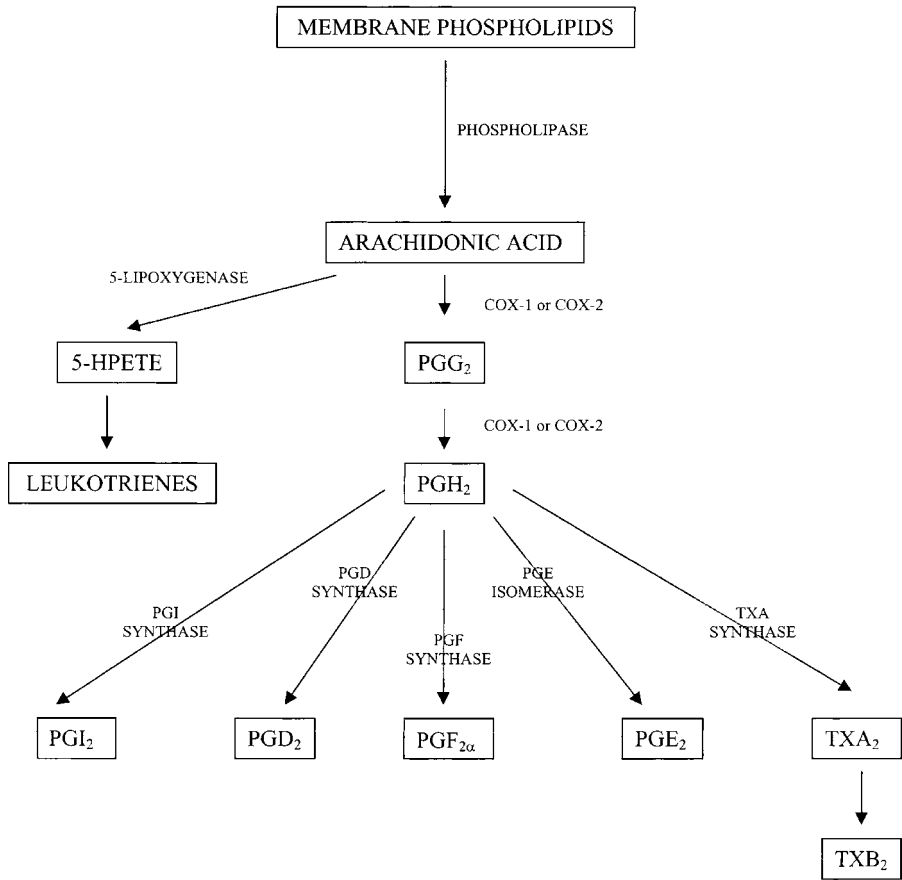 MEMBRANE PHOSPHOLIPIDS
PHOSPHOLIPASE
ARACHIDONIC ACID
5-LIPOXYGENASE
COX-1 or COX-2
5-HPETE
PGG₂
COX-1 or COX-2
LEUKOTRIENES
PGH₂
PGI
SYNTHASE
PGD
SYNTHASE
PGF
SYNTHASE
PGE
ISOMERASE
TXA
SYNTHASE
PGI₂
PGD₂
PGF₂α
PGE₂
TXA₂
TXB₂